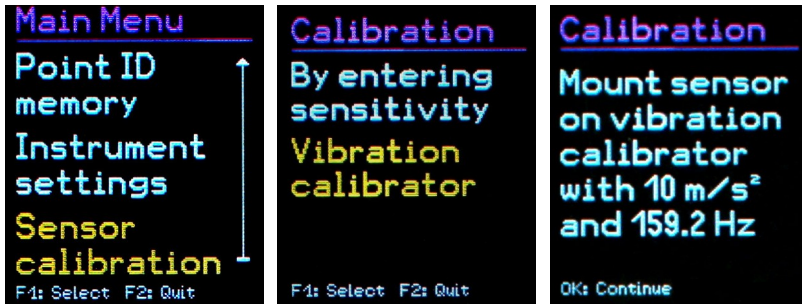 Main Menu
Point ID
memory
Instrument
settings
Sensor
calibration
F1: Select F2: Quit
Calibration
By entering
sensitivity
Vibration
calibrator
F1: Select F2: Quit
Calibration
Mount sensor
on vibration
calibrator
with 10 m/s²
and 159.2 Hz
OK: Continue